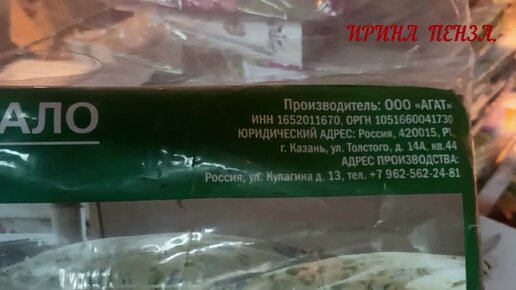 ИРИНА ПЕНЗА.
АЛО
Производитель: ООО «АГАТ»
ИНН 1652011670, ОРГН 1051660041730
ЮРИДИЧЕСКИЙ АДРЕС: Россия, 420015, РТ,
г. Казань, ул. Толстого, д. 14А, кв.44
АДРЕС ПРОИЗВОДСТВА:
Россия, ул. Кулагина д. 13, тел. +7 962-562-24-81